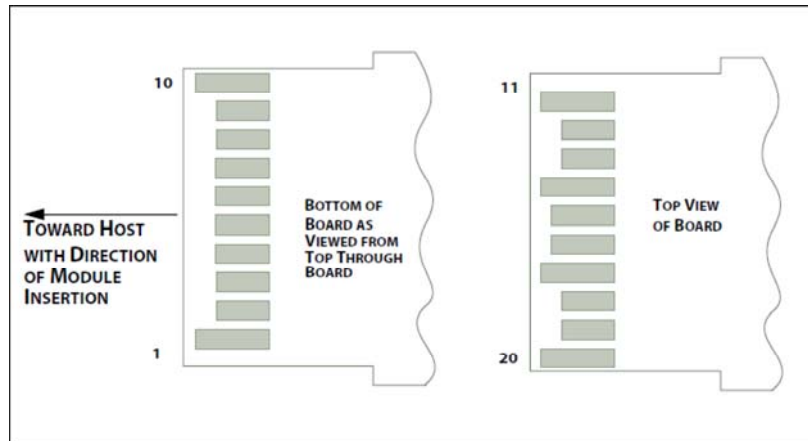 10
TOWARD HOST
WITH DIRECTION
OF MODULE
INSERTION
1
BOTTOM OF
BOARD AS
VIEWED FROM
TOP THROUGH
BOARD
11
TOP VIEW
OF BOARD
20